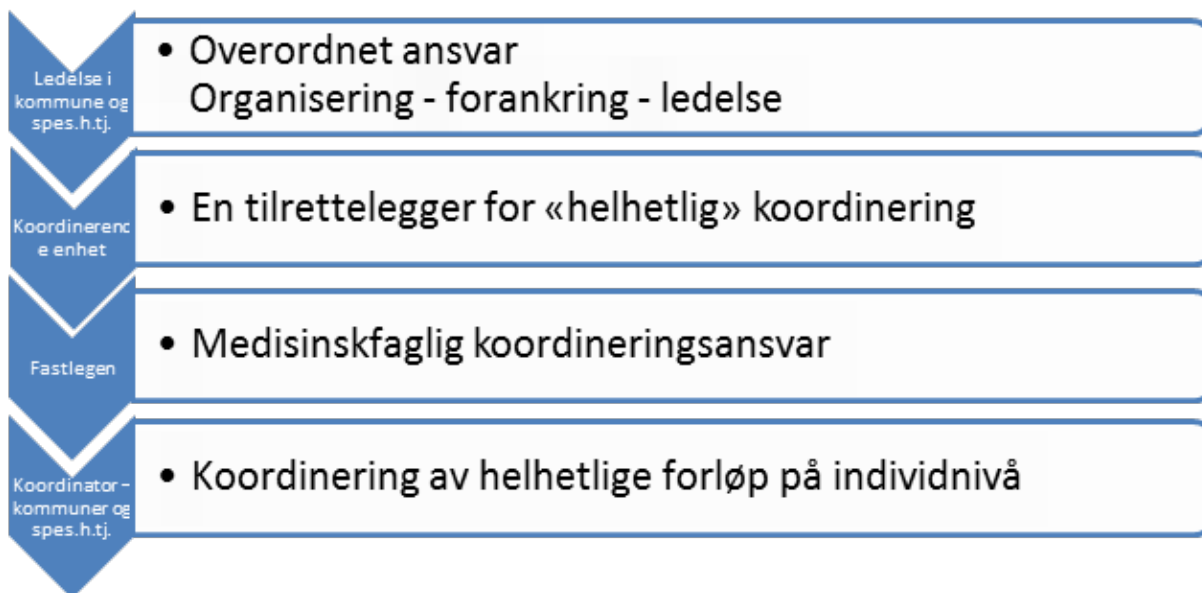 Ledelse i
kommune og
spes.h.tj.
• Overordnet ansvar
Organisering - forankring - ledelse
Koordinerend
e enhet
• En tilrettelegger for «helhetlig» koordinering
Fastlegen
• Medisinskfaglig koordineringsansvar
Koordinator –
kommuner og
spes.h.tj.
• Koordinering av helhetlige forløp på individnivå